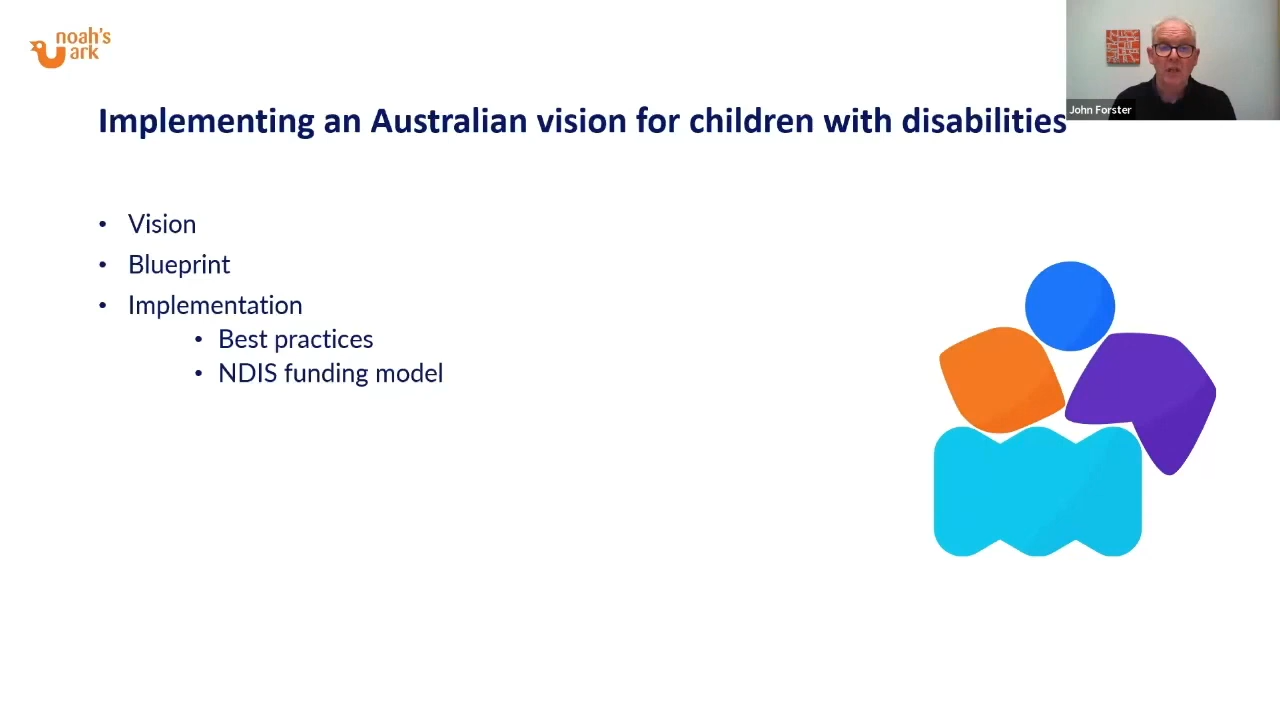 noah's
ark
John Forster
Implementing an Australian vision for children with disabilities
• Vision
• Blueprint
• Implementation
• Best practices
• NDIS funding model